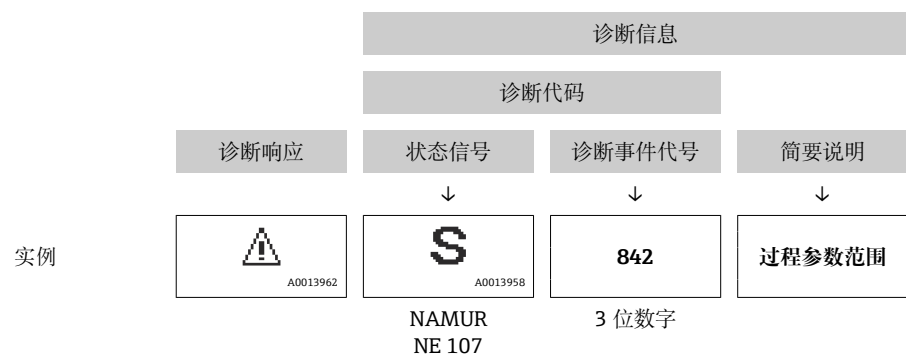 诊断信息
诊断代码
诊断响应 状态信号 诊断事件代号 简要说明
↓ ↓ ↓
实例 S 842 过程参数范围
A0013962 A0013958
NAMUR 3 位数字
NE 107